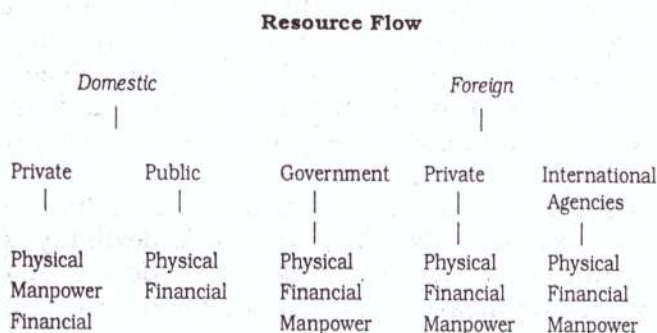 Resource Flow
Domestic Foreign
Private Public Government Private International
Agencies
Physical Physical Physical Physical Physical
Manpower Financial Financial Financial Financial
Financial Manpower Manpower Manpower